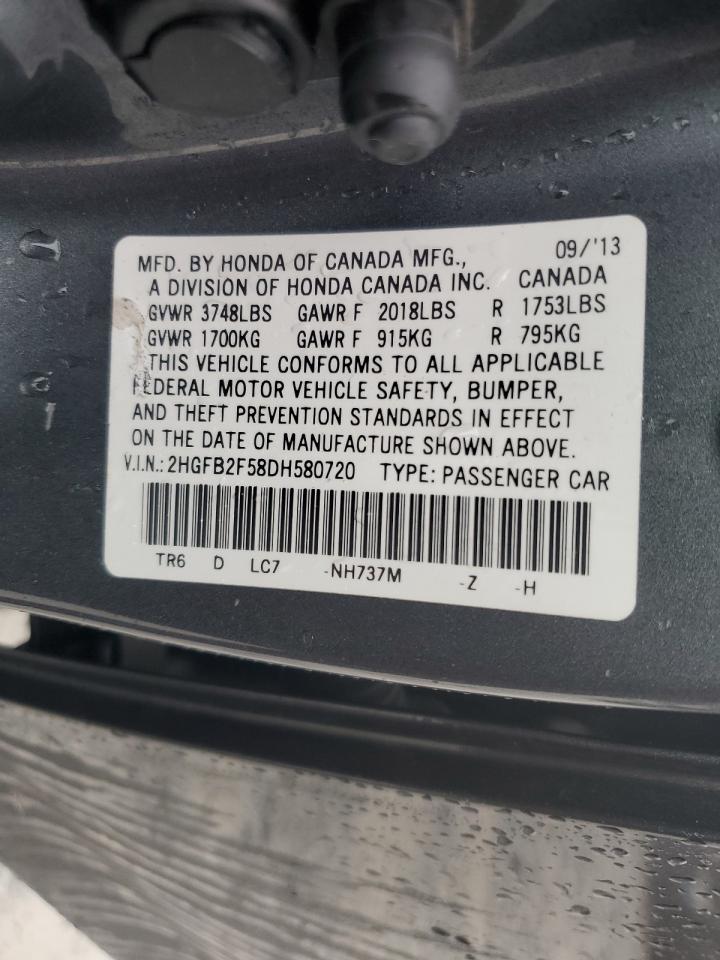 09/'13
MFD. BY HONDA OF CANADA MFG.,
A DIVISION OF HONDA CANADA INC. CANADA
GVWR 3748LBS GAWR F 2018LBS R 1753LBS
GVWR 1700KG GAWR F 915KG R 795KG
THIS VEHICLE CONFORMS TO ALL APPLICABLE
FEDERAL MOTOR VEHICLE SAFETY, BUMPER,
AND THEFT PREVENTION STANDARDS IN EFFECT
ON THE DATE OF MANUFACTURE SHOWN ABOVE.
V.I.N.: 2HGFB2F58DH580720 TYPE: PASSENGER CAR
TR6 D LC7 -NH737M -Z -H